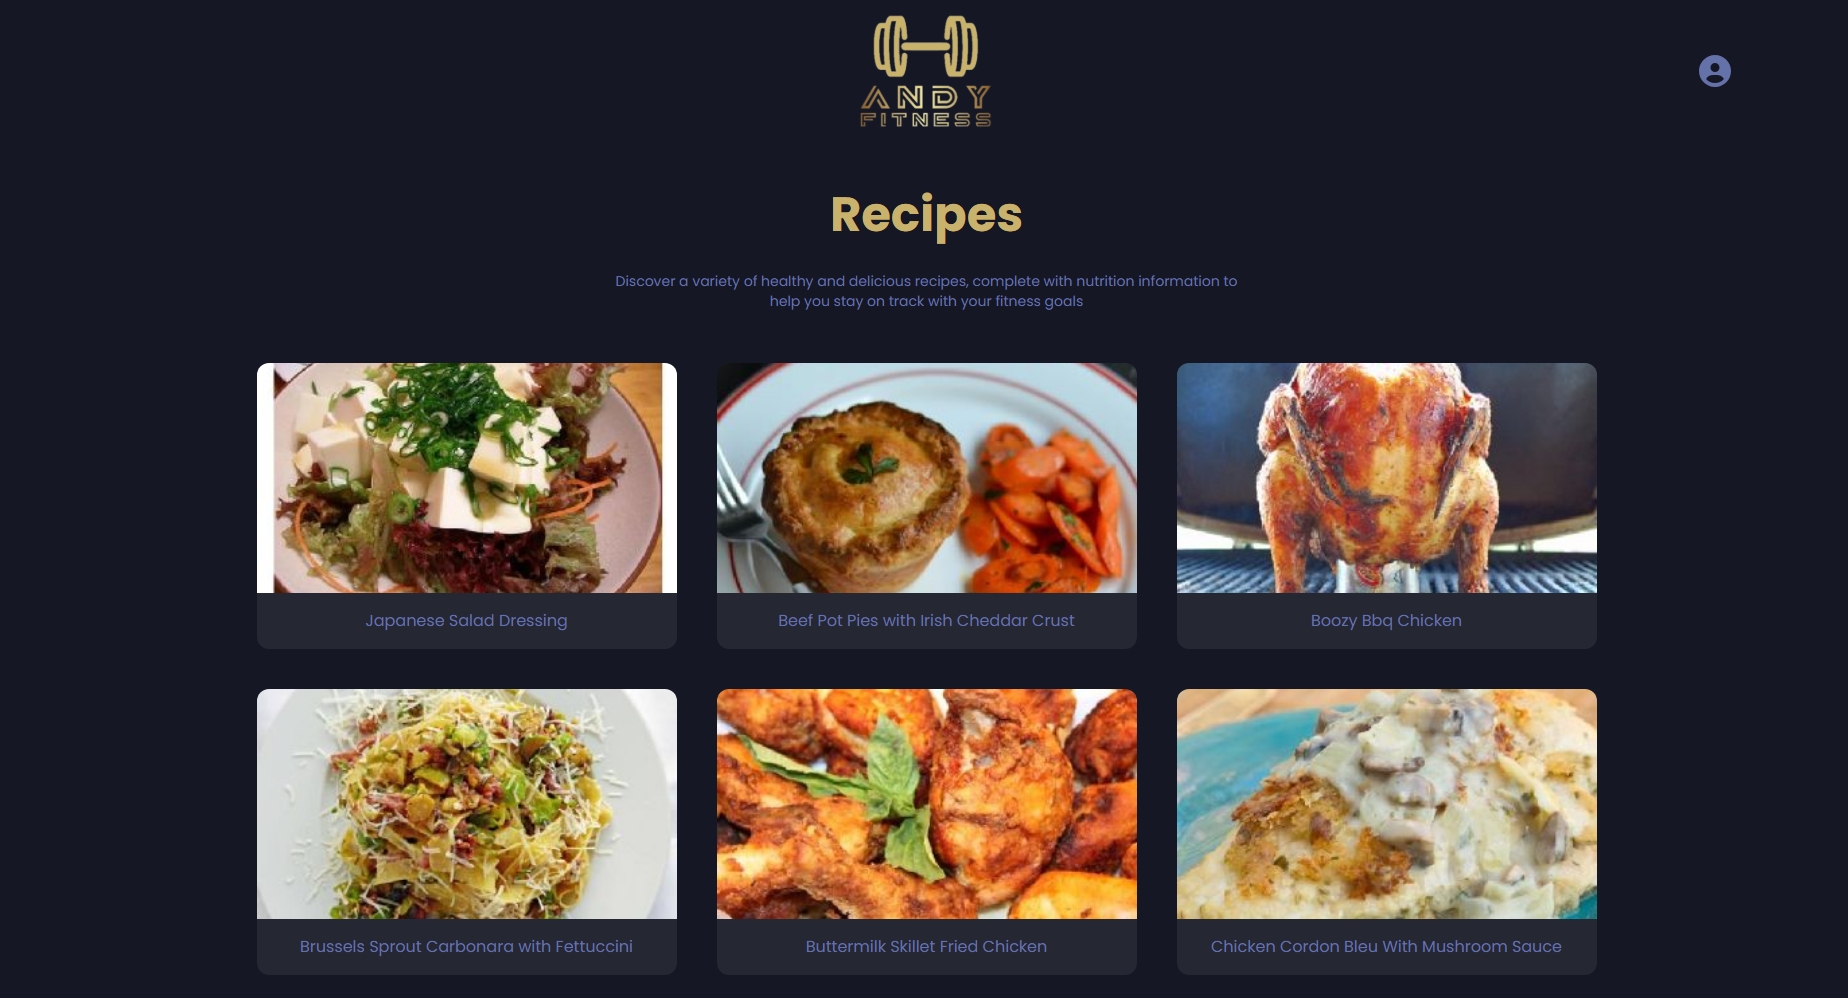 ANDY
FITNESS
Recipes
Discover a variety of healthy and delicious recipes, complete with nutrition information to
help you stay on track with your fitness goals
Japanese Salad Dressing
Beef Pot Pies with Irish Cheddar Crust
Boozy Bbq Chicken
Brussels Sprout Carbonara with Fettuccini
Buttermilk Skillet Fried Chicken
Chicken Cordon Bleu With Mushroom Sauce